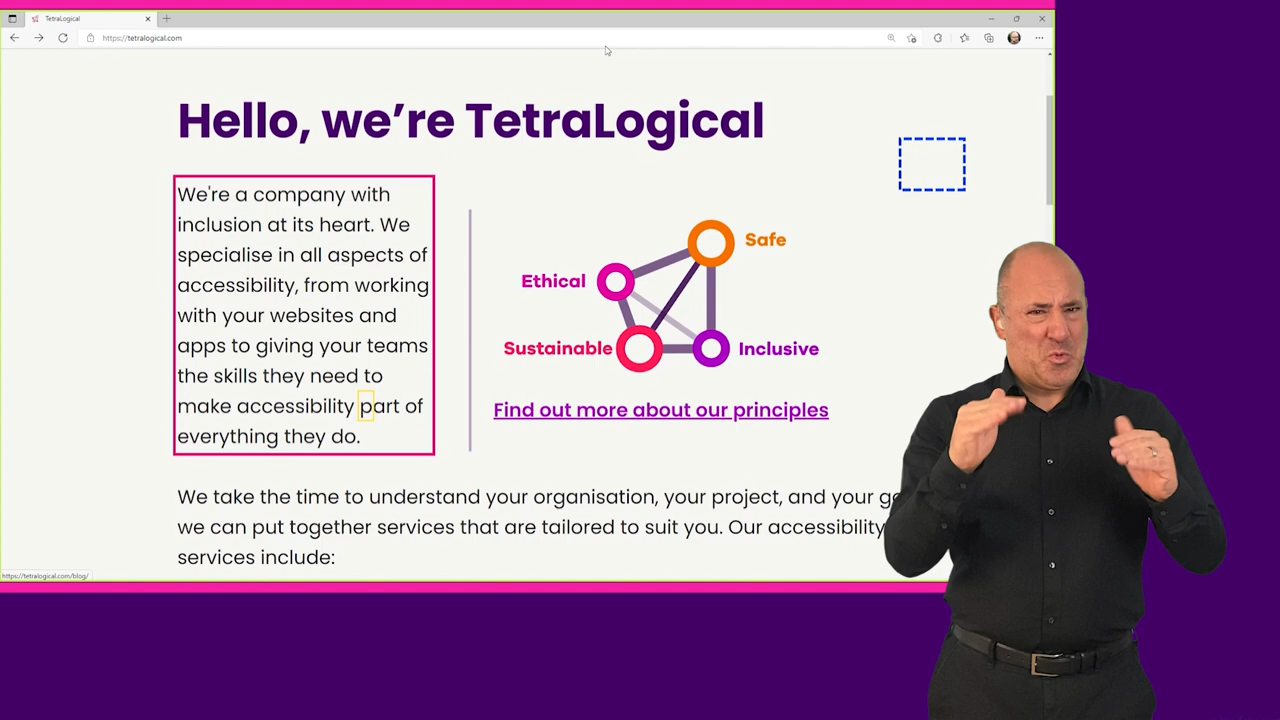 TetraLogical
https://tetralogical.com
Hello, we’re TetraLogical
We're a company with
inclusion at its heart. We
specialise in all aspects of
accessibility, from working
with your websites and
apps to giving your teams
the skills they need to
make accessibility part of
everything they do.
Safe
Ethical
Sustainable
Inclusive
Find out more about our principles
We take the time to understand your organisation, your project, and your
we can put together services that are tailored to suit you. Our accessibility
services include:
https://tetralogical.com/blog/